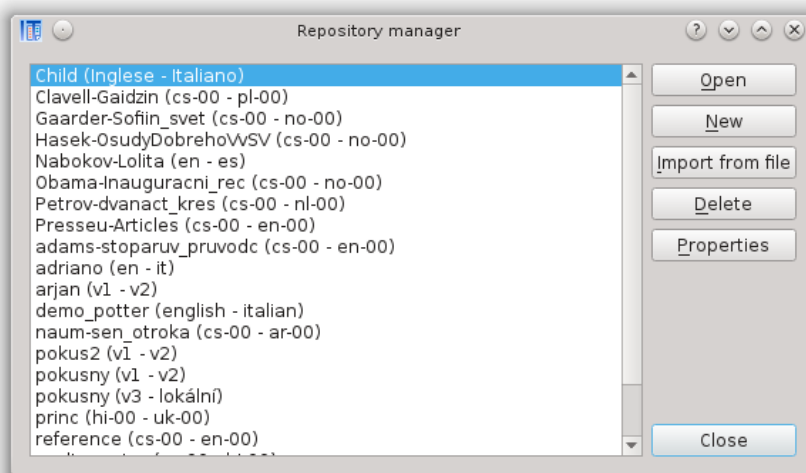 Repository manager
Child (Inglese - Italiano)
Clavell-Gaidzin (cs-00 - pl-00)
Gaarder-Sofiin_svet (cs-00 - no-00)
Hasek-OsudyDobrehoVvSV (cs-00 - no-00)
Nabokov-Lolita (en - es)
Obama-Inauguracni_rec (cs-00 - no-00)
Petrov-dvanact_kres (cs-00 - nl-00)
Presseu-Articles (cs-00 - en-00)
adams-stoparuv_pruvodc (cs-00 - en-00)
adriano (en - it)
arjan (v1 - v2)
demo_potter (english - italian)
naum-sen_otroka (cs-00 - ar-00)
pokus2 (v1 - v2)
pokusny (v1 - v2)
pokusny (v3 - lokální)
princ (hi-00 - uk-00)
reference (cs-00 - en-00)
Open
New
Import from file
Delete
Properties
Close